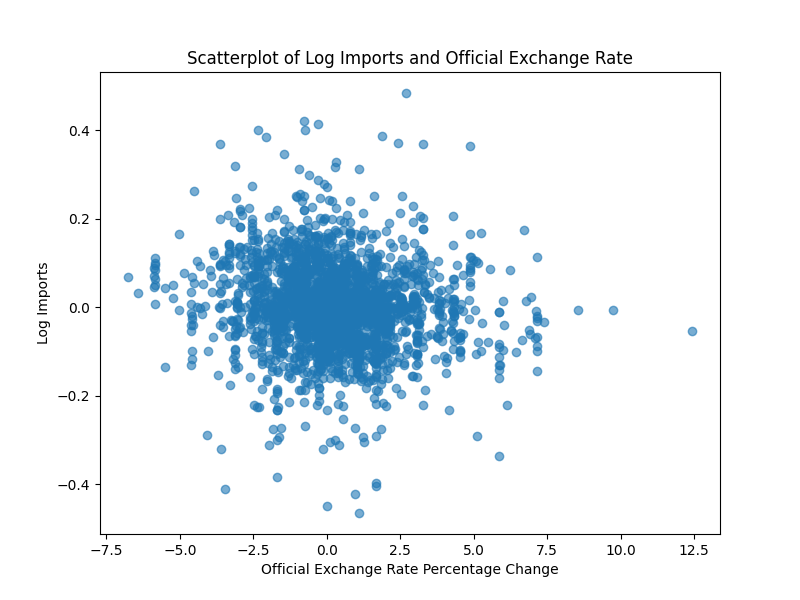 Scatterplot of Log Imports and Official Exchange Rate
0.4
0.2
0.0
−0.2
−0.4
Log Imports
−7.5 −5.0 −2.5 0.0 2.5 5.0 7.5 10.0 12.5
Official Exchange Rate Percentage Change